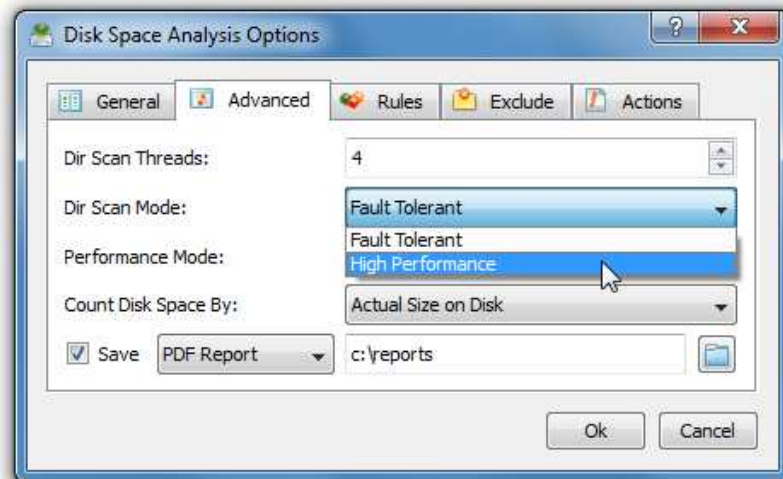 Disk Space Analysis Options
?
X
General Advanced Rules Exclude Actions
Dir Scan Threads: 4
Dir Scan Mode: Fault Tolerant
Fault Tolerant
Performance Mode: High Performance
Count Disk Space By: Actual Size on Disk
Save PDF Report c:\reports
Ok Cancel